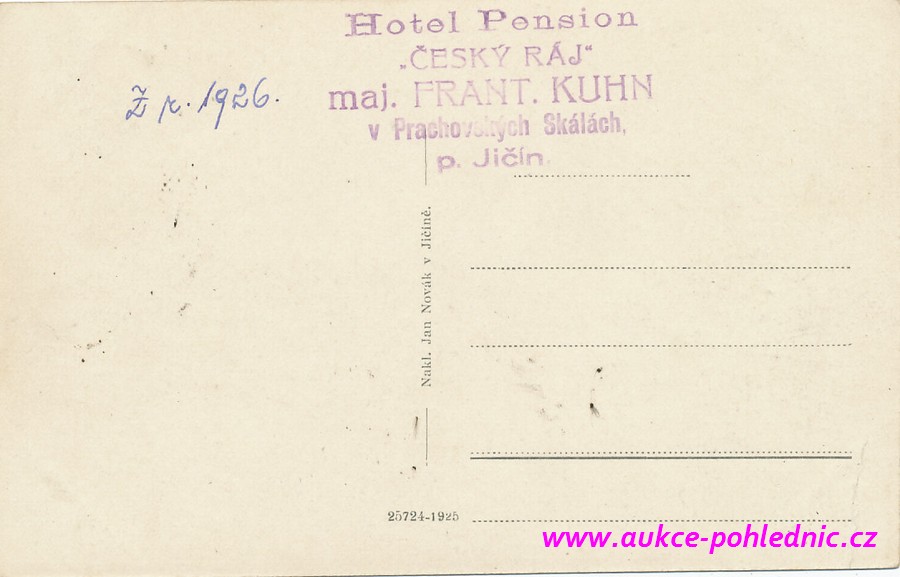 Hotel Pension
„ČESKÝ RÁJ“
maj. FRANT. KUHN
v Prachovských Skálách,
p. Jičín.
Z r. 1926.
Nakl. Jan Novák v Jičíně.
25724-1925
www.aukce-pohlednic.cz